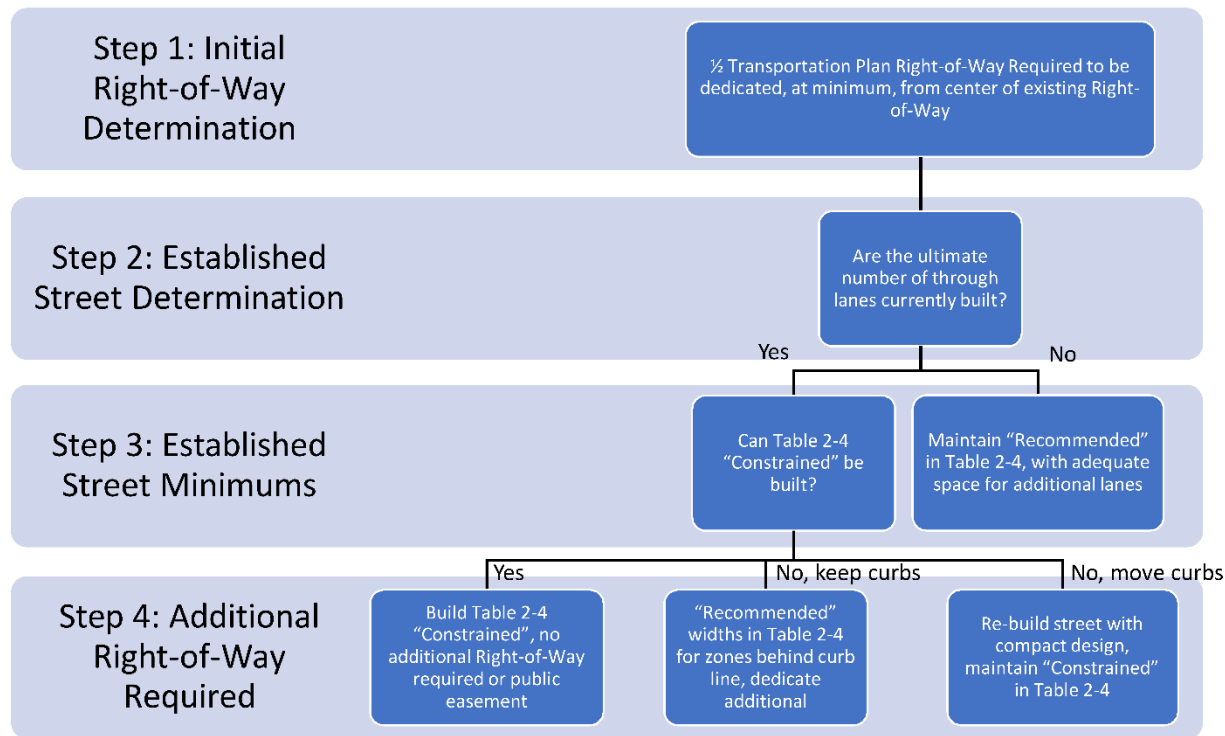 Step 1: Initial
Right-of-Way
Determination
½ Transportation Plan Right-of-Way Required to be
dedicated, at minimum, from center of existing Right-
of-Way
Step 2: Established
Street Determination
Are the ultimate
number of through
lanes currently built?
Yes
No
Step 3: Established
Street Minimums
Can Table 2-4
“Constrained” be
built?
Maintain “Recommended”
in Table 2-4, with adequate
space for additional lanes
Yes
No, keep curbs
No, move curbs
Step 4: Additional
Right-of-Way
Required
Build Table 2-4
“Constrained”, no
additional Right-of-Way
required or public
easement
“Recommended”
widths in Table 2-4
for zones behind curb
line, dedicate
additional
Re-build street with
compact design,
maintain “Constrained”
in Table 2-4